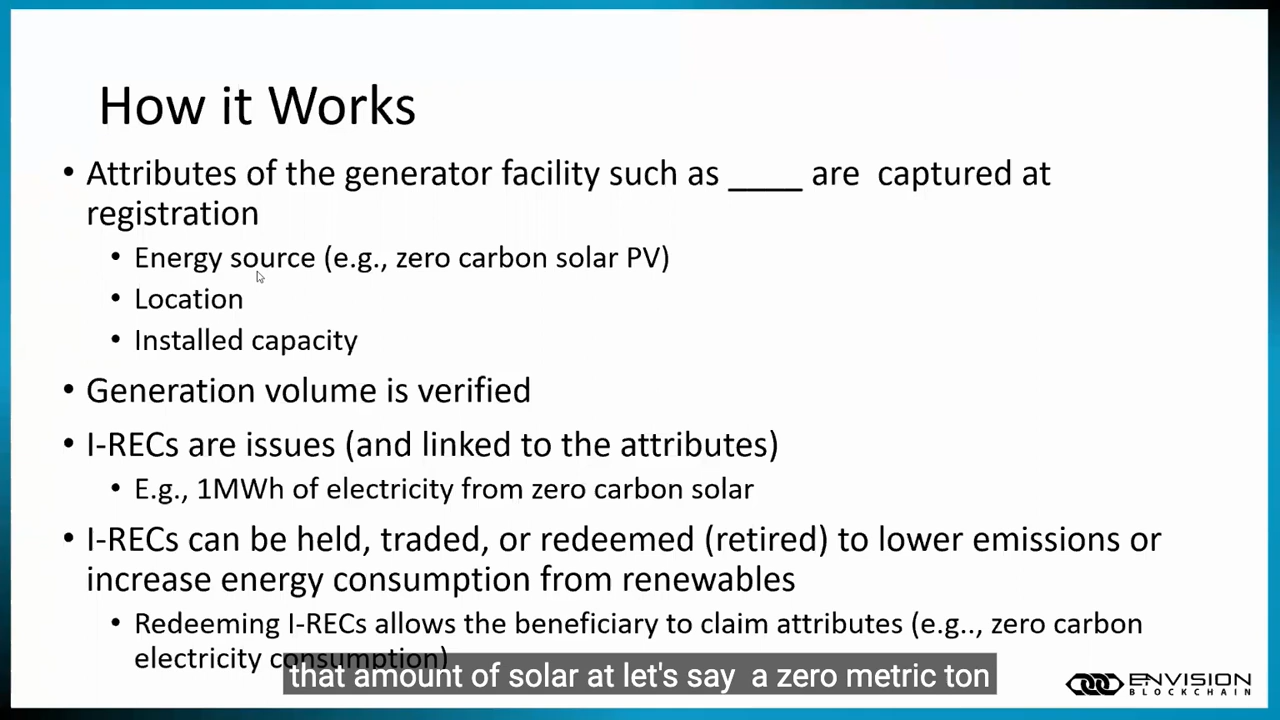 How it Works
• Attributes of the generator facility such as ____ are captured at
registration
• Energy source (e.g., zero carbon solar PV)
• Location
• Installed capacity
• Generation volume is verified
• I-RECs are issues (and linked to the attributes)
• E.g., 1MWh of electricity from zero carbon solar
• I-RECs can be held, traded, or redeemed (retired) to lower emissions or
increase energy consumption from renewables
• Redeeming I-RECs allows the beneficiary to claim attributes (e.g.., zero carbon
electricity consumption)
that amount of solar at let's say a zero metric ton
ENVISION
BLOCKCHAIN